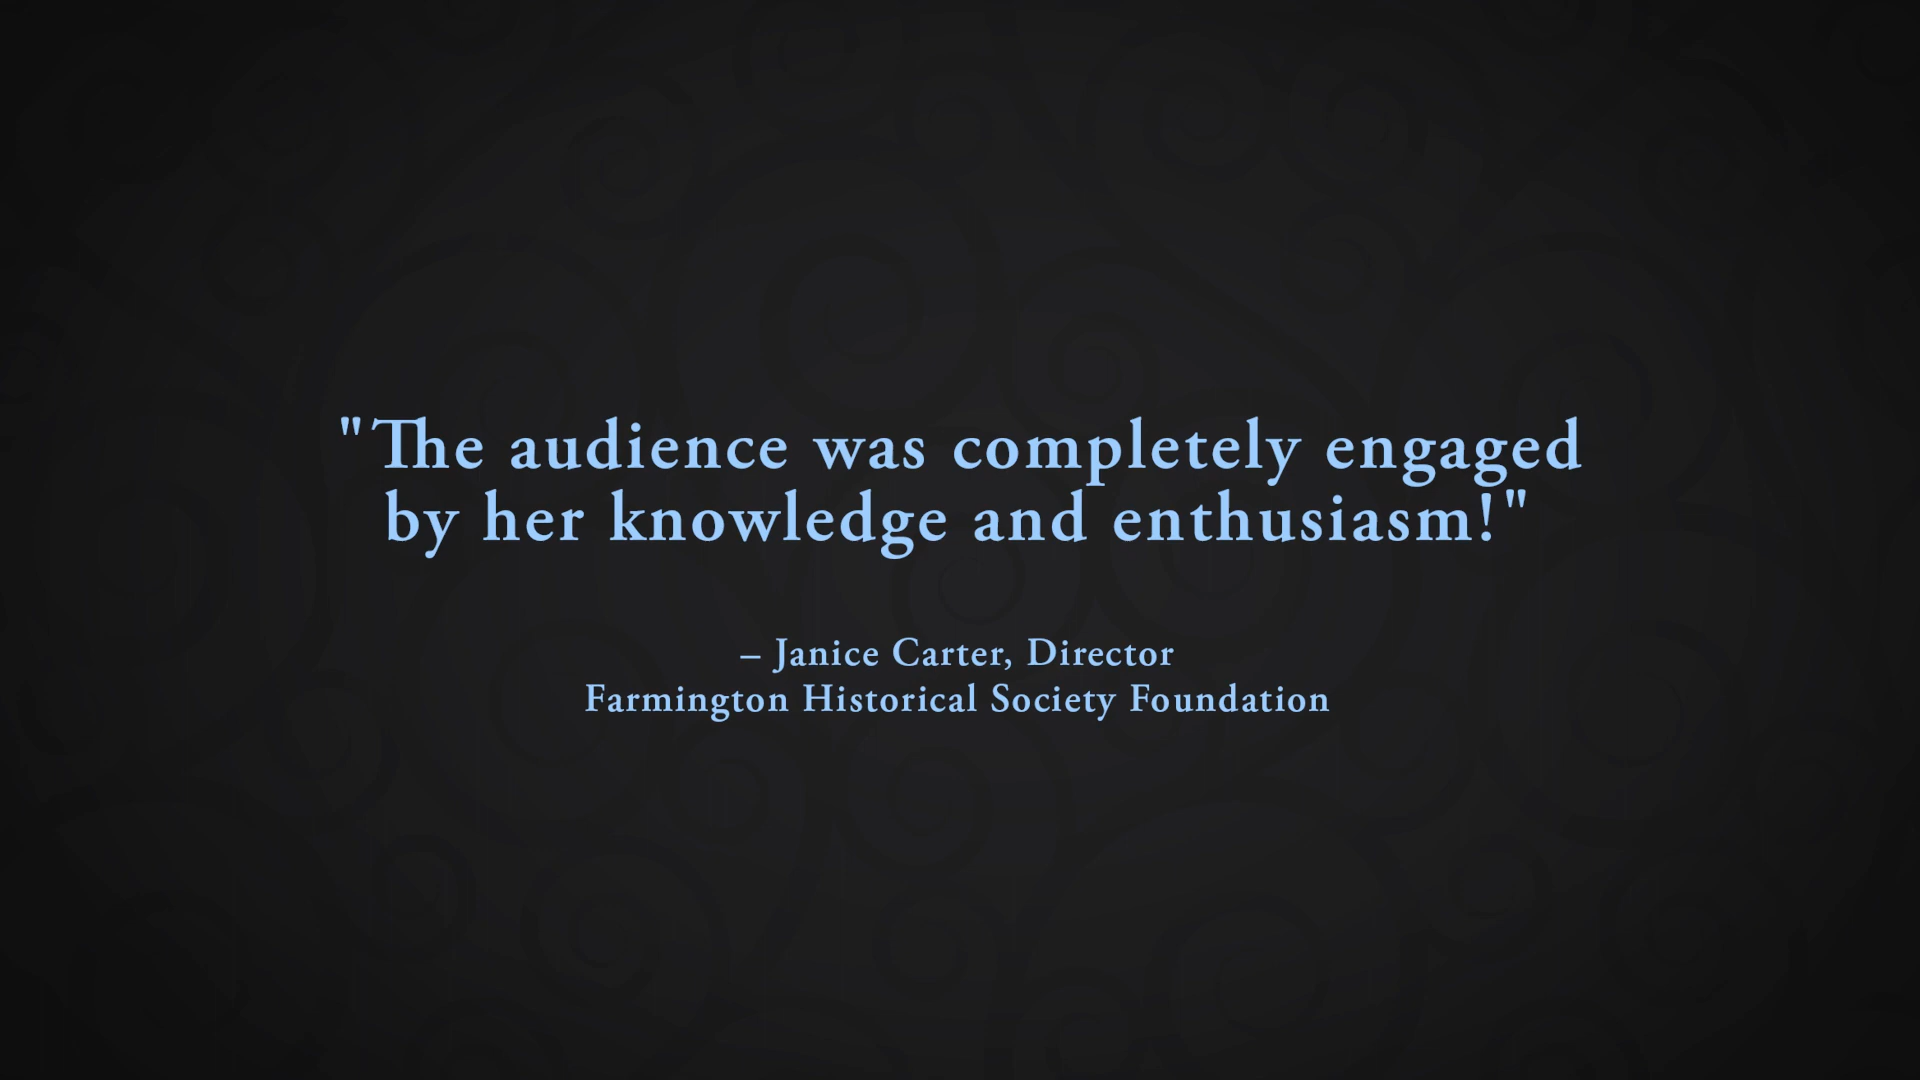 "The audience was completely engaged
by her knowledge and enthusiasm!"
– Janice Carter, Director
Farmington Historical Society Foundation